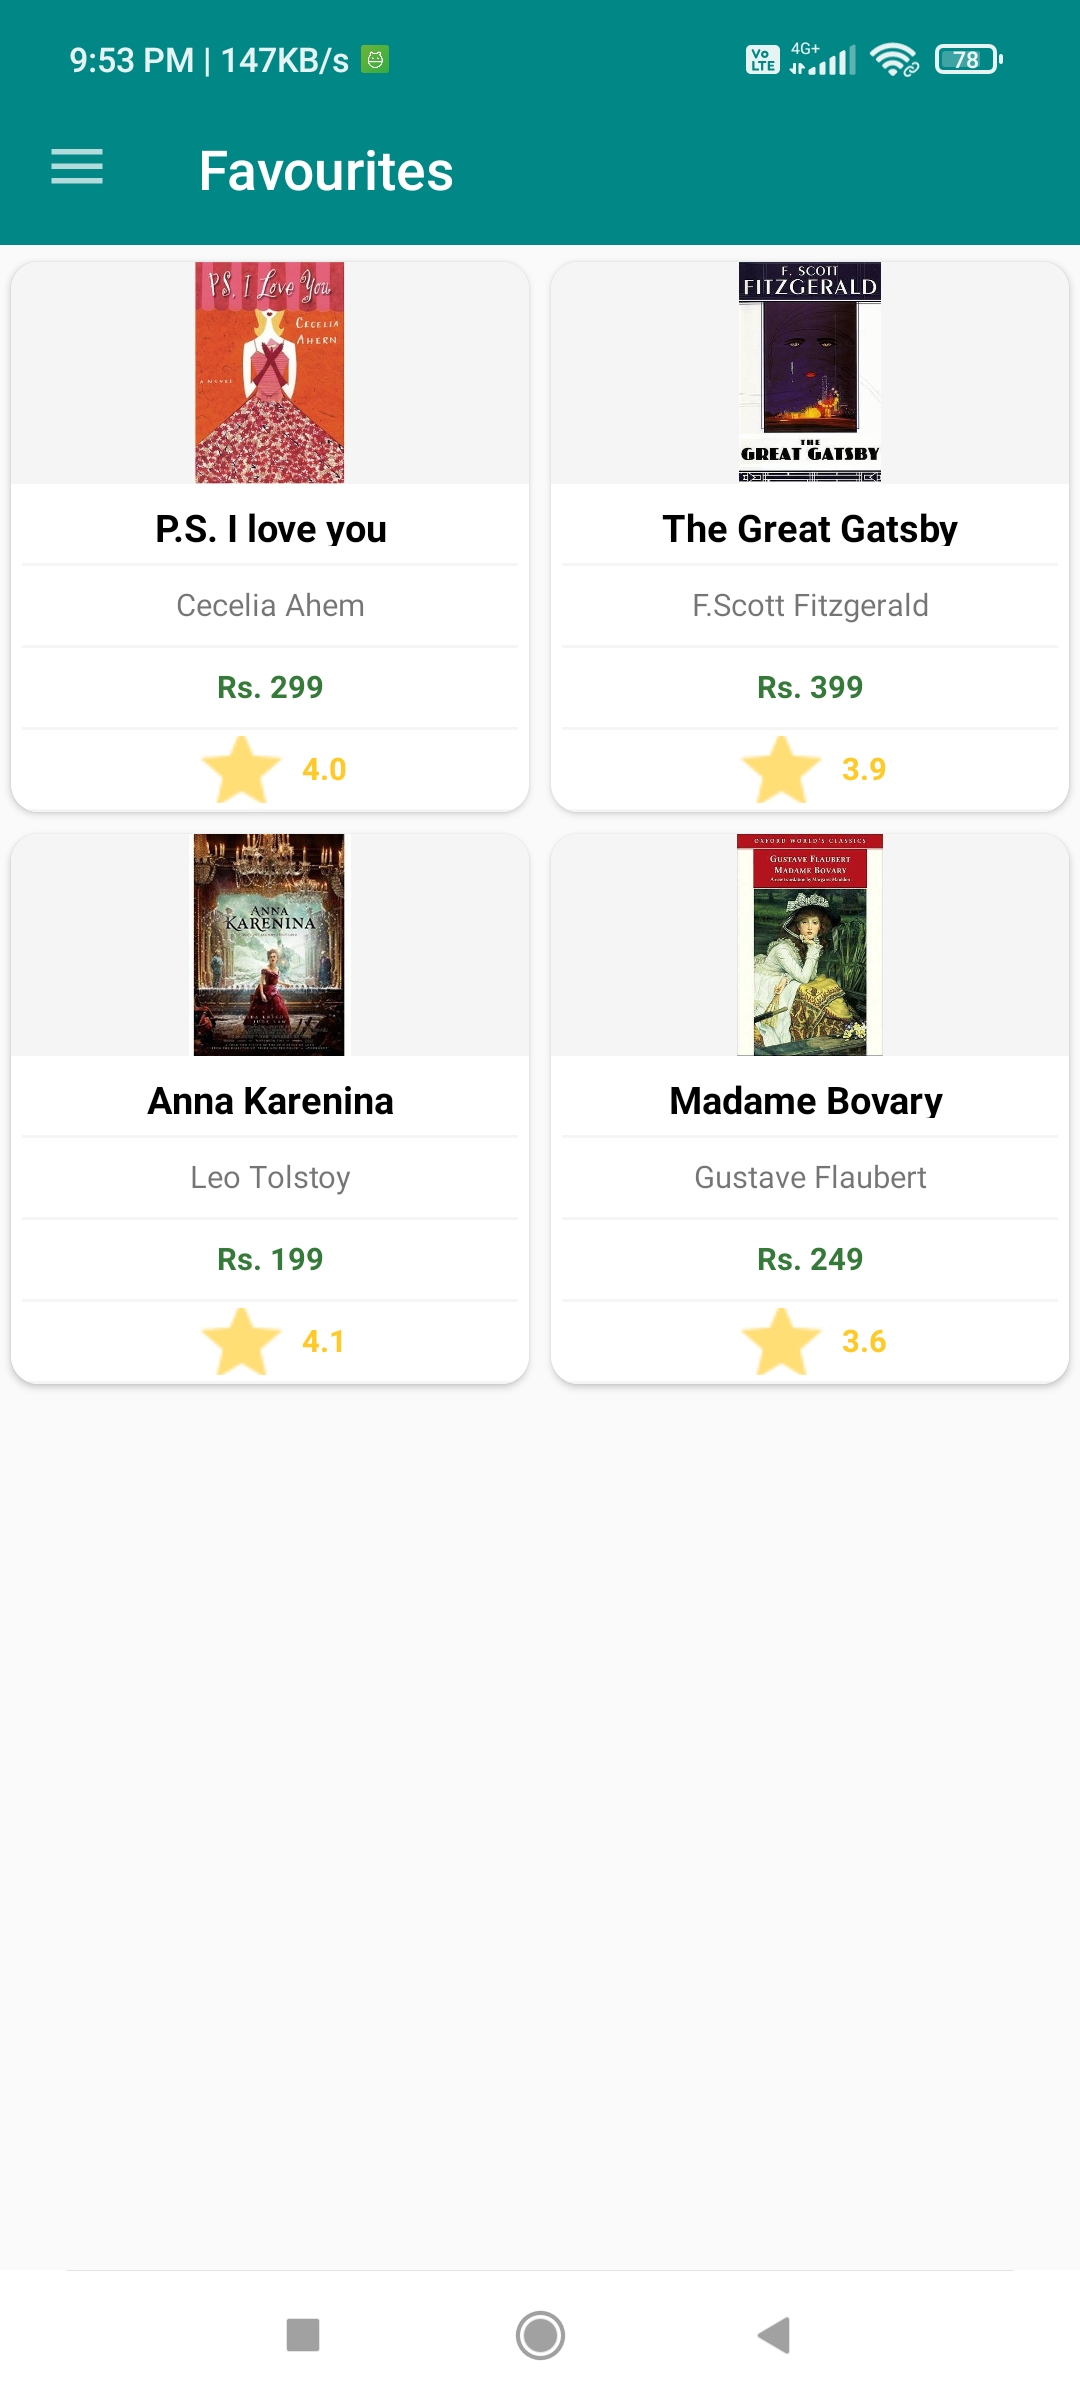 9:53 PM | 147KB/s
Vo LTE 4G+ 78
Favourites
P.S. I Love You
CECELIA
AHERN
A NOVEL
F. SCOTT
FITZGERALD
THE
GREAT GATSBY
P.S. I love you
The Great Gatsby
Cecelia Ahem
F.Scott Fitzgerald
Rs. 299
Rs. 399
4.0
3.9
ANNA
KARENINA
OXFORD WORLD'S CLASSICS
GUSTAVE FLAUBERT
MADAME BOVARY
Anna Karenina
Madame Bovary
Leo Tolstoy
Gustave Flaubert
Rs. 199
Rs. 249
4.1
3.6